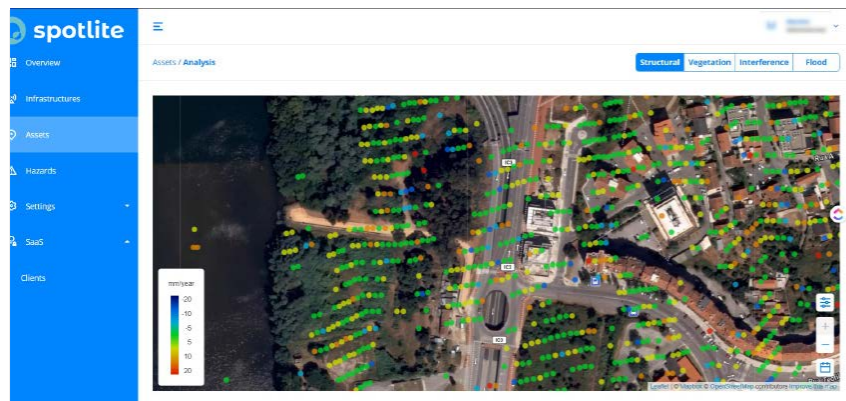 spotlite
Overview
Infrastructures
Assets
Hazards
Settings
SaaS
Clients
Assets / Analysis
Structural Vegetation Interference Flood
IC3
IC3
IC3
mm/year
-20
-10
-5
5
10
20
+
−
Leaflet | © Mapbox © OpenStreetMap contributors